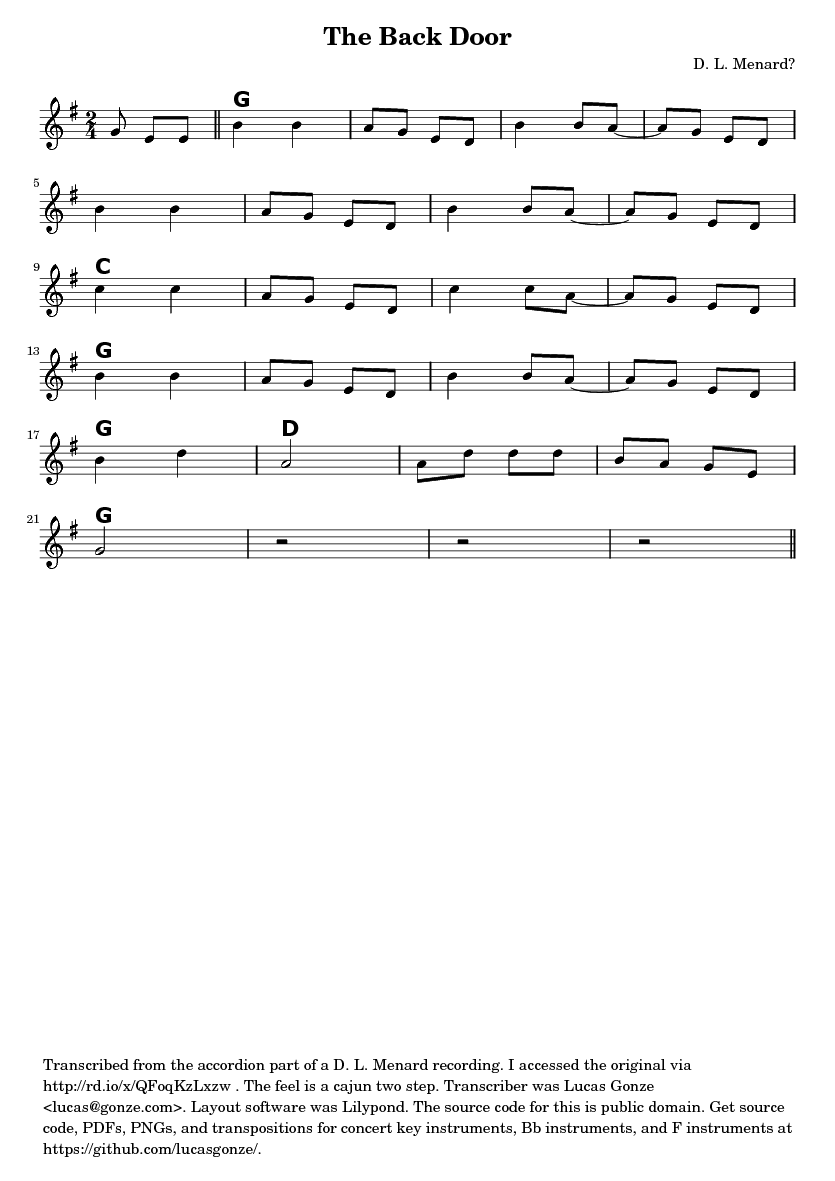 The Back Door
D. L. Menard?
2
4
G
5
9
C
13
G
17
G D
21
G
Transcribed from the accordion part of a D. L. Menard recording. I accessed the original via
http://rd.io/x/QFoqKzLxzw . The feel is a cajun two step. Transcriber was Lucas Gonze
<lucas@gonze.com>. Layout software was Lilypond. The source code for this is public domain. Get source
code, PDFs, PNGs, and transpositions for concert key instruments, Bb instruments, and F instruments at
https://github.com/lucasgonze/.